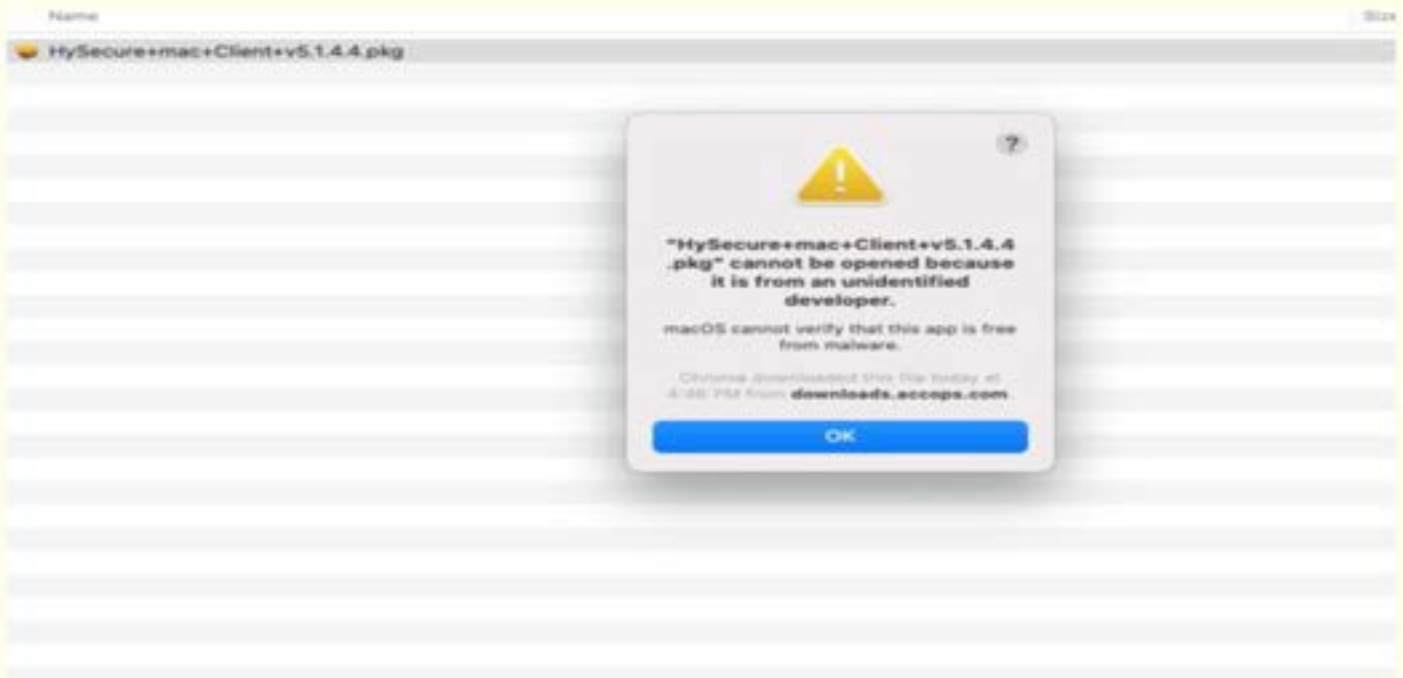 Name
Size
HySecure+mac+Client+v5.1.4.4.pkg
?
"HySecure+mac+Client+v5.1.4.4
.pkg" cannot be opened because
it is from an unidentified
developer.
macOS cannot verify that this app is free
from malware.
Chrome downloaded this file today at
4:46 PM from downloads.accops.com
OK